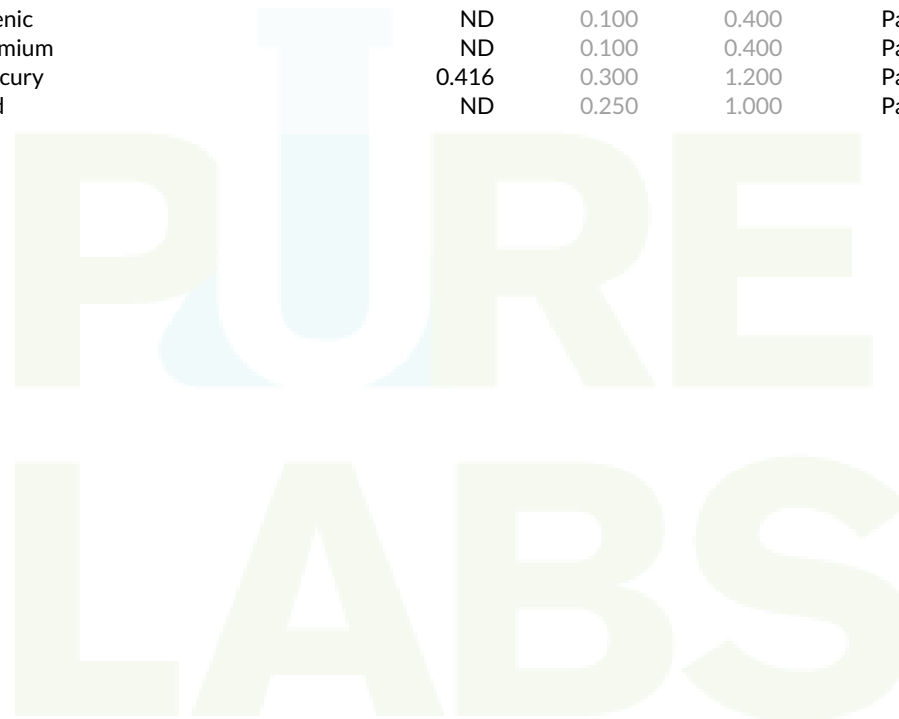 enic ND 0.100 0.400 Pa
mium ND 0.100 0.400 Pa
cury 0.416 0.300 1.200 Pa
d ND 0.250 1.000 Pa
PURE
LABS